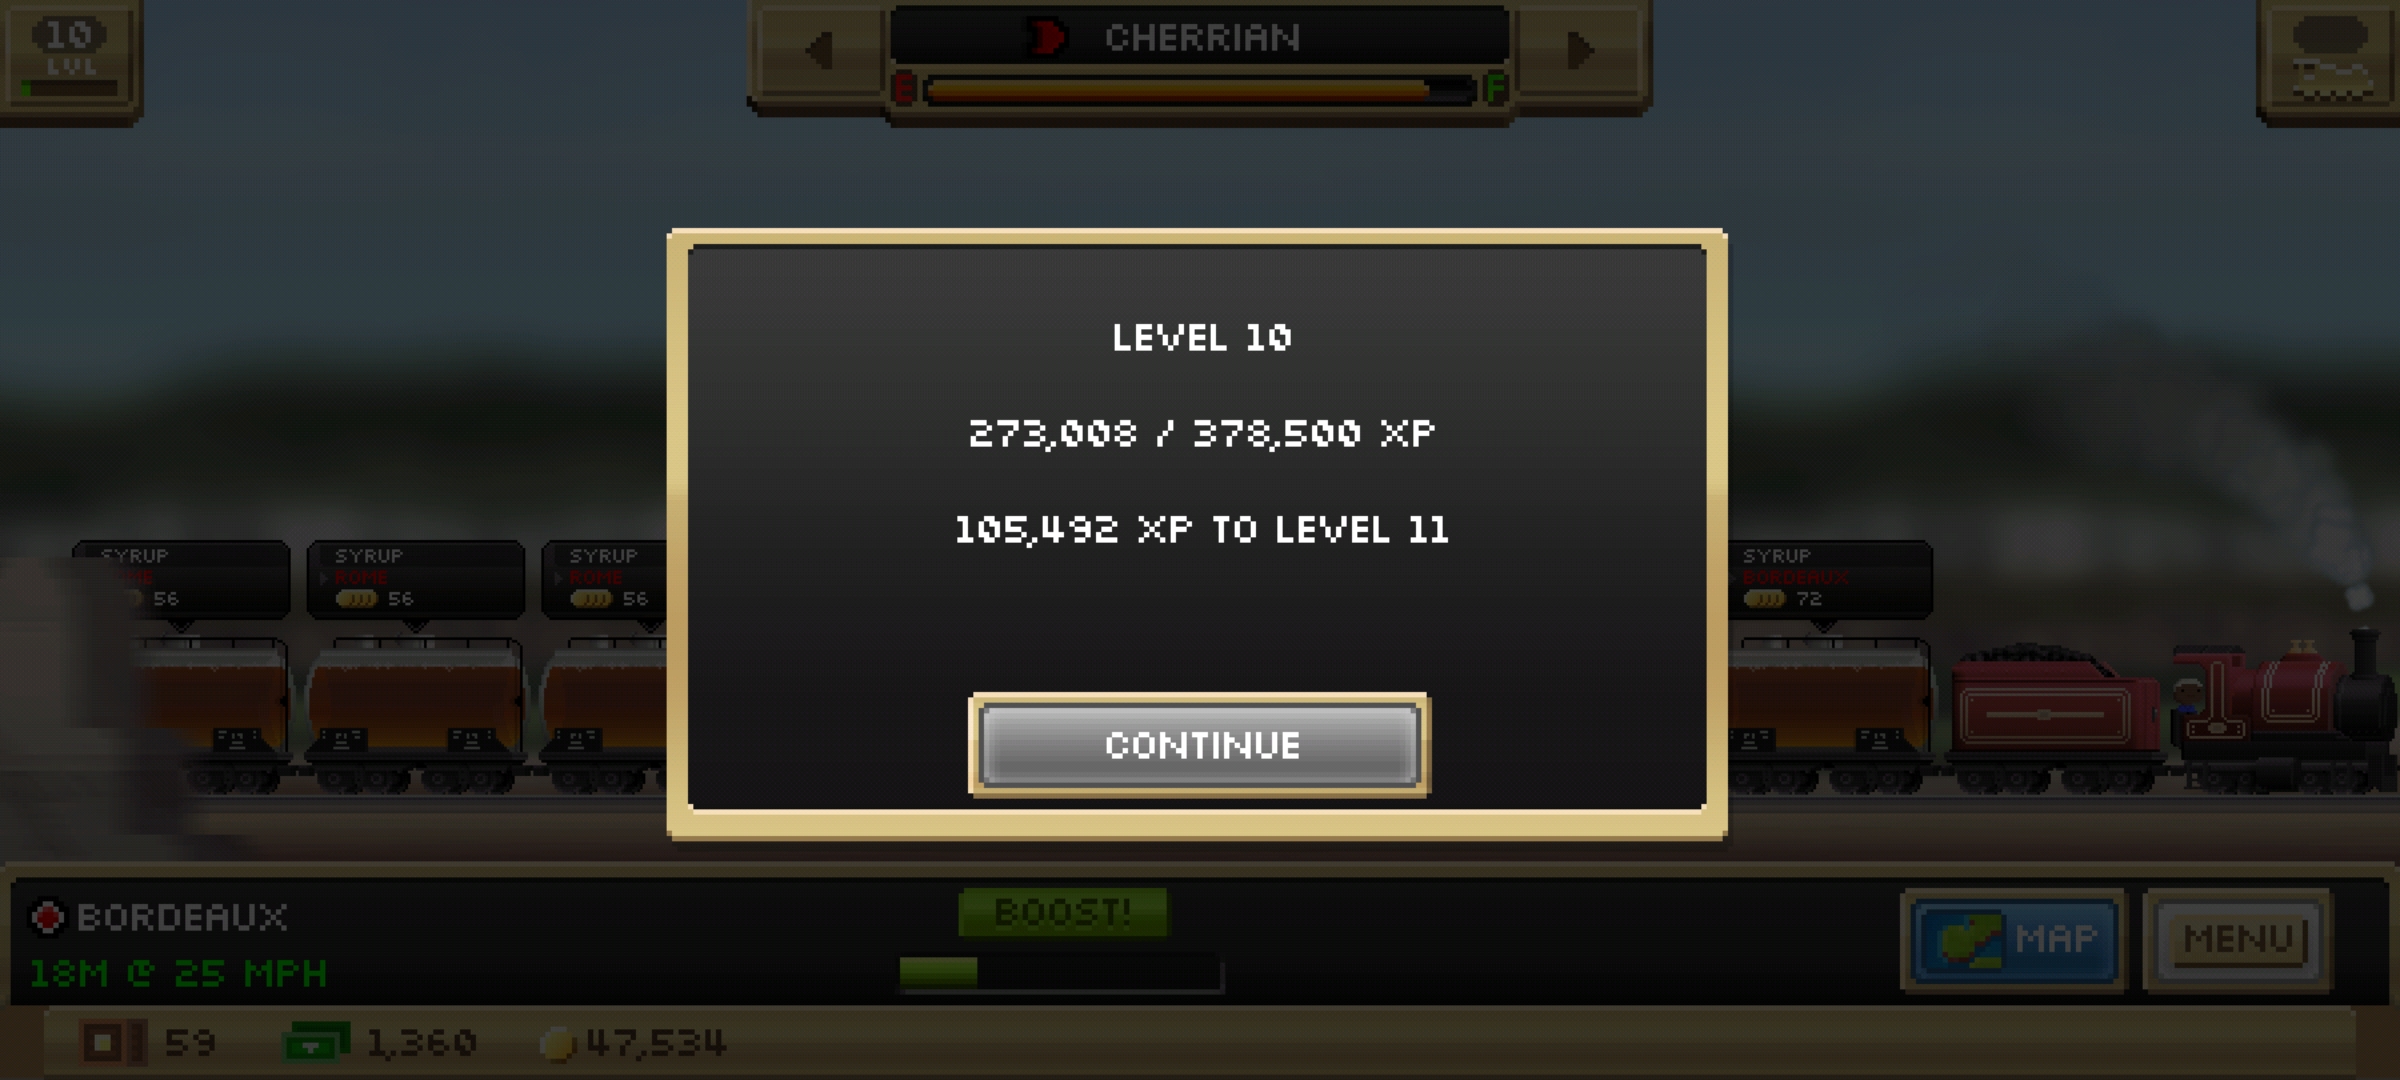 10
LVL
CHERRIAN
E F
LEVEL 10
273,008 / 378,500 XP
105,492 XP TO LEVEL 11
SYRUP
56
SYRUP
ROME
56
SYRUP
ROME
56
SYRUP
BORDEAUX
72
CONTINUE
BORDEAUX
18M @ 25 MPH
BOOST!
MAP
MENU
59
1,360
47,534